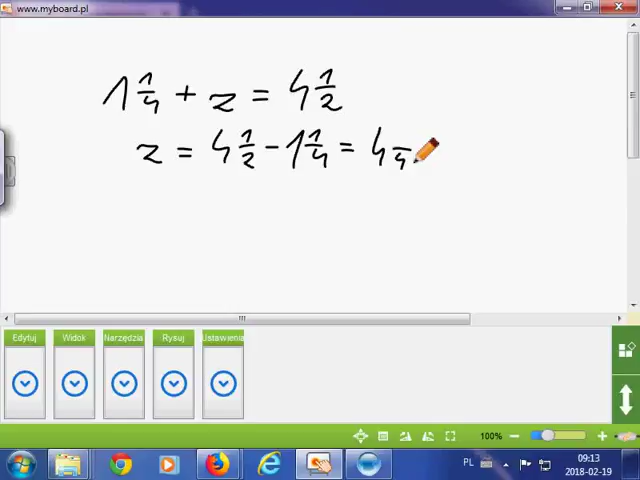 www.myboard.pl
1 1/4 + z = 4 1/2
z = 4 1/2 - 1 1/4 = 4 /4
Edytuj Widok Narzędzia Rysuj Ustawienia
100%
PL 09:13
2018-02-19